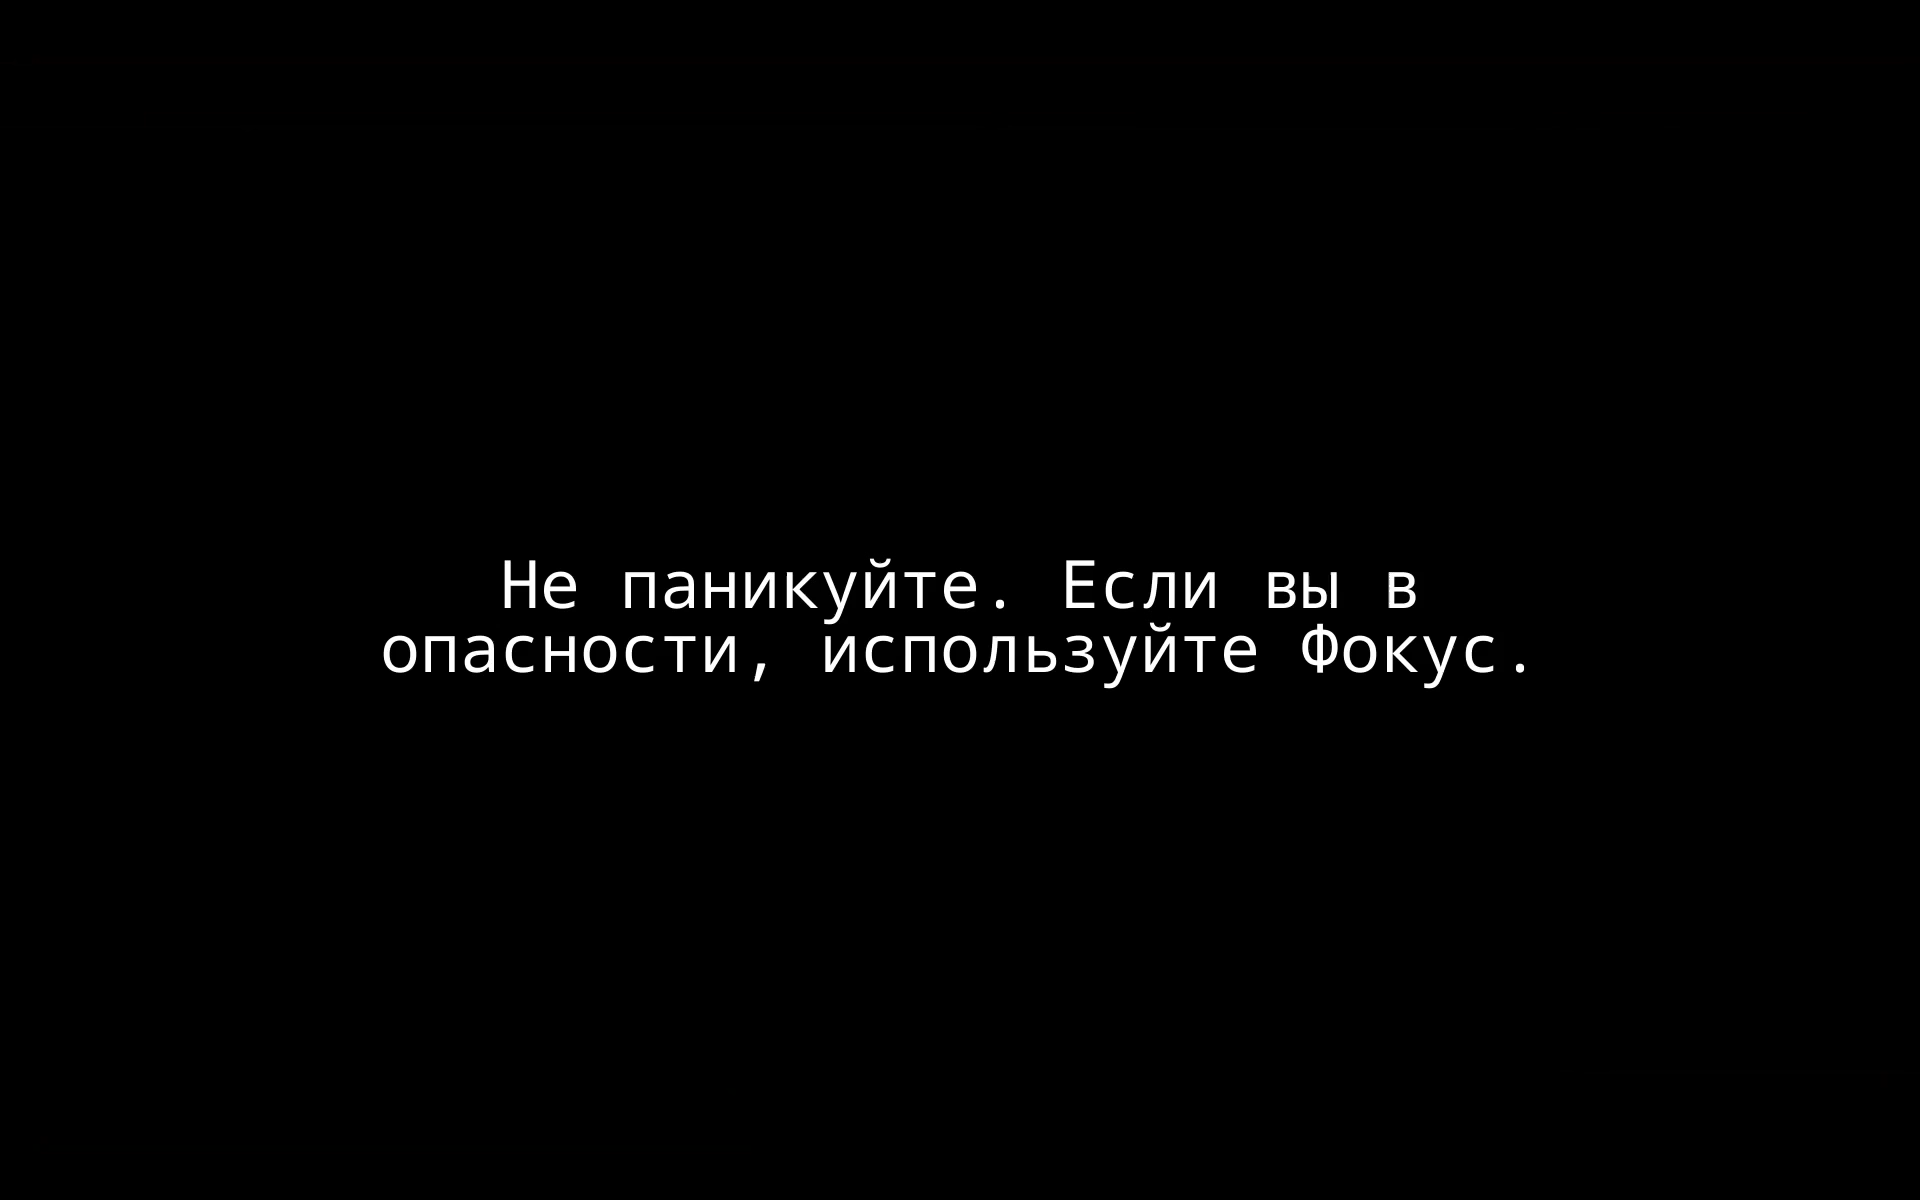 Не паникуйте. Если вы в
опасности, используйте Фокус.